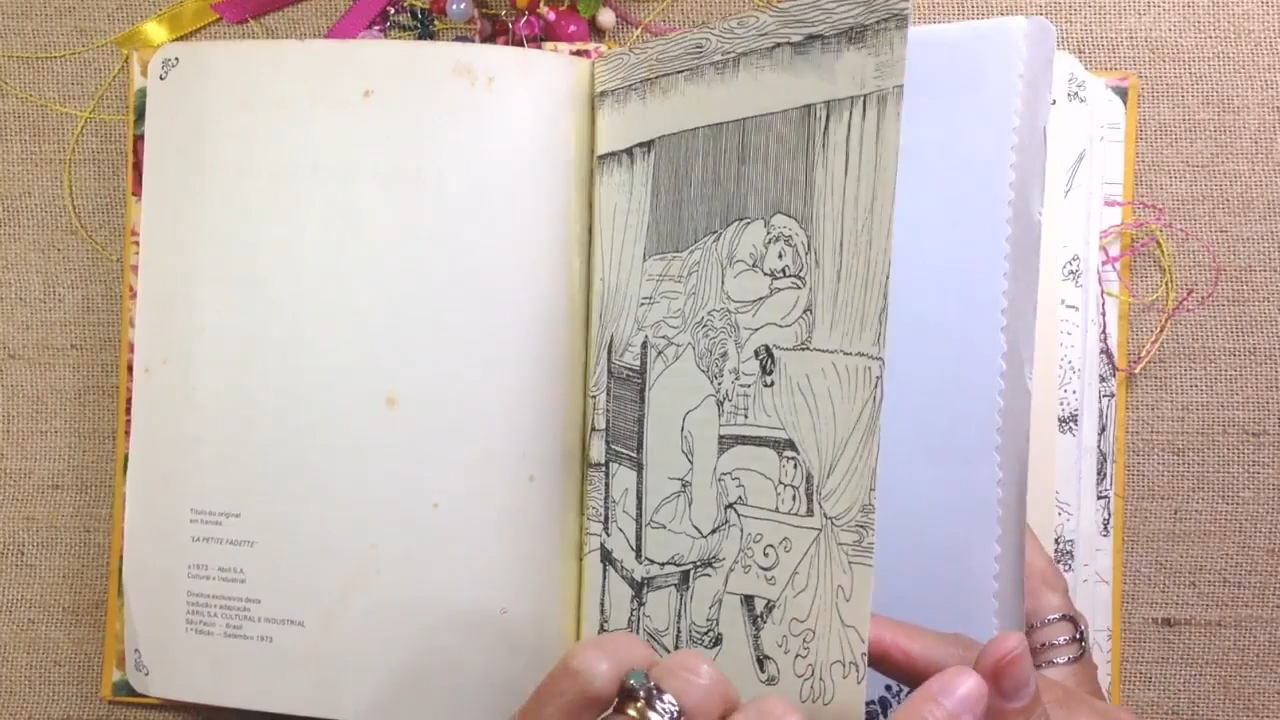 Título do original
em francês:
"LA PETITE FADETTE"
©1973 — Abril S.A.
Cultural e Industrial
Direitos exclusivos desta
tradução e adaptação
ABRIL S.A. CULTURAL E INDUSTRIAL
São Paulo — Brasil
1.ª Edição — Setembro 1973